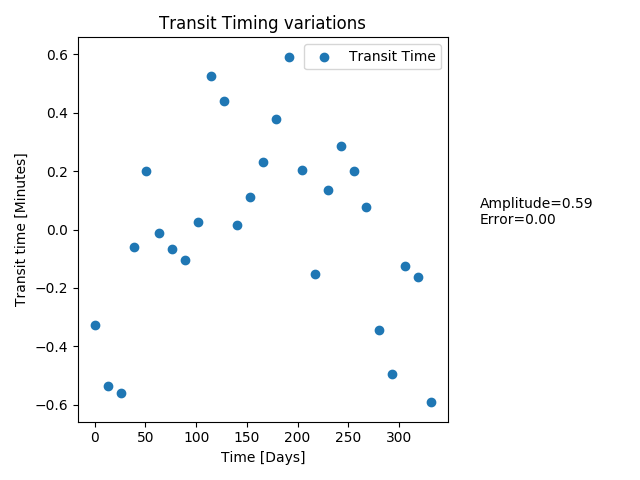 Transit Timing variations
Transit Time
Transit time [Minutes]
0.6
0.4
0.2
0.0
−0.2
−0.4
−0.6
0
50
100
150
200
250
300
Time [Days]
Amplitude=0.59
Error=0.00